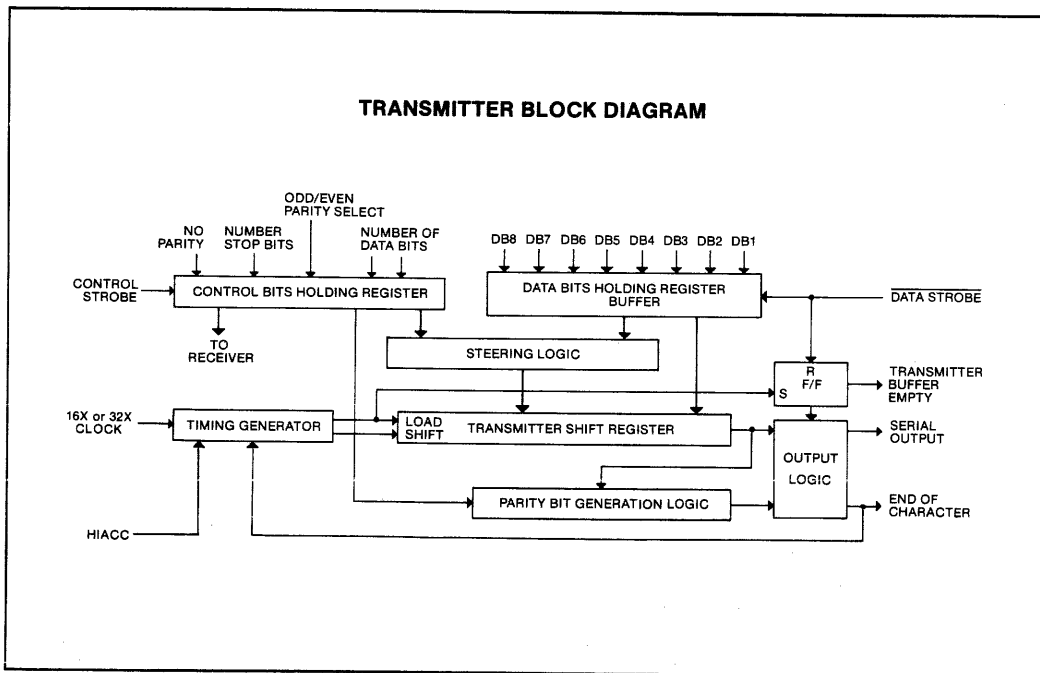 TRANSMITTER BLOCK DIAGRAM
ODD/EVEN
PARITY SELECT
NO
PARITY
NUMBER
STOP BITS
NUMBER OF
DATA BITS
DB8 DB7 DB6 DB5 DB4 DB3 DB2 DB1
CONTROL
STROBE
CONTROL BITS HOLDING REGISTER
DATA BITS HOLDING REGISTER
BUFFER
DATA STROBE
TO
RECEIVER
STEERING LOGIC
R
F/F
S
TRANSMITTER
BUFFER
EMPTY
16X or 32X
CLOCK
TIMING GENERATOR
LOAD
SHIFT
TRANSMITTER SHIFT REGISTER
SERIAL
OUTPUT
OUTPUT
LOGIC
PARITY BIT GENERATION LOGIC
END OF
CHARACTER
HIACC